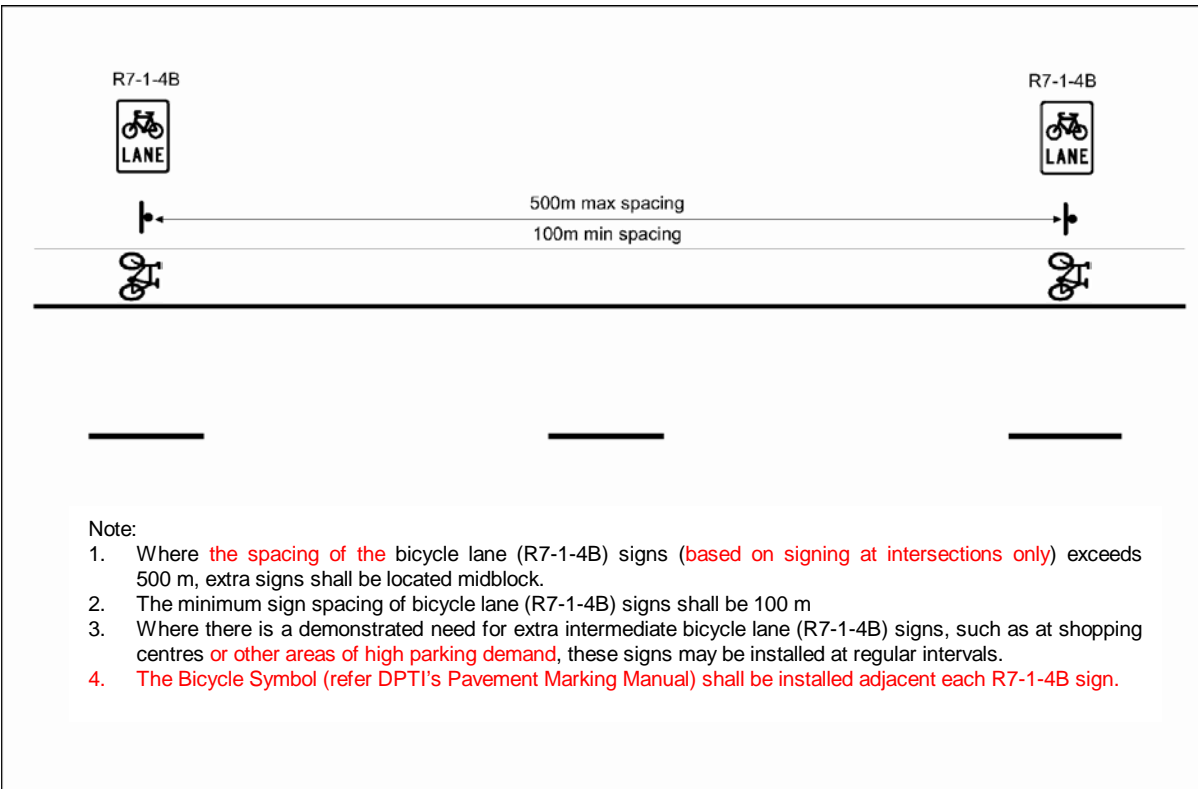 R7-1-4B
R7-1-4B
LANE
LANE
500m max spacing
100m min spacing
Note:
1. Where the spacing of the bicycle lane (R7-1-4B) signs (based on signing at intersections only) exceeds
500 m, extra signs shall be located midblock.
2. The minimum sign spacing of bicycle lane (R7-1-4B) signs shall be 100 m
3. Where there is a demonstrated need for extra intermediate bicycle lane (R7-1-4B) signs, such as at shopping
centres or other areas of high parking demand, these signs may be installed at regular intervals.
4. The Bicycle Symbol (refer DPTI's Pavement Marking Manual) shall be installed adjacent each R7-1-4B sign.